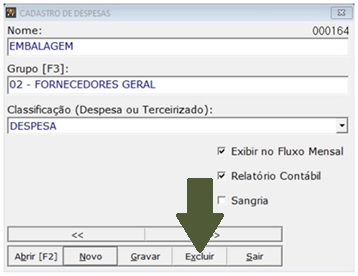 CADASTRO DE DESPESAS
Nome: 000164
EMBALAGEM
Grupo [F3]:
02 - FORNECEDORES GERAL
Classificação (Despesa ou Terceirizado):
DESPESA
Exibir no Fluxo Mensal
Relatório Contábil
Sangria
<< >>
Abrir [F2] Novo Gravar Excluir Sair